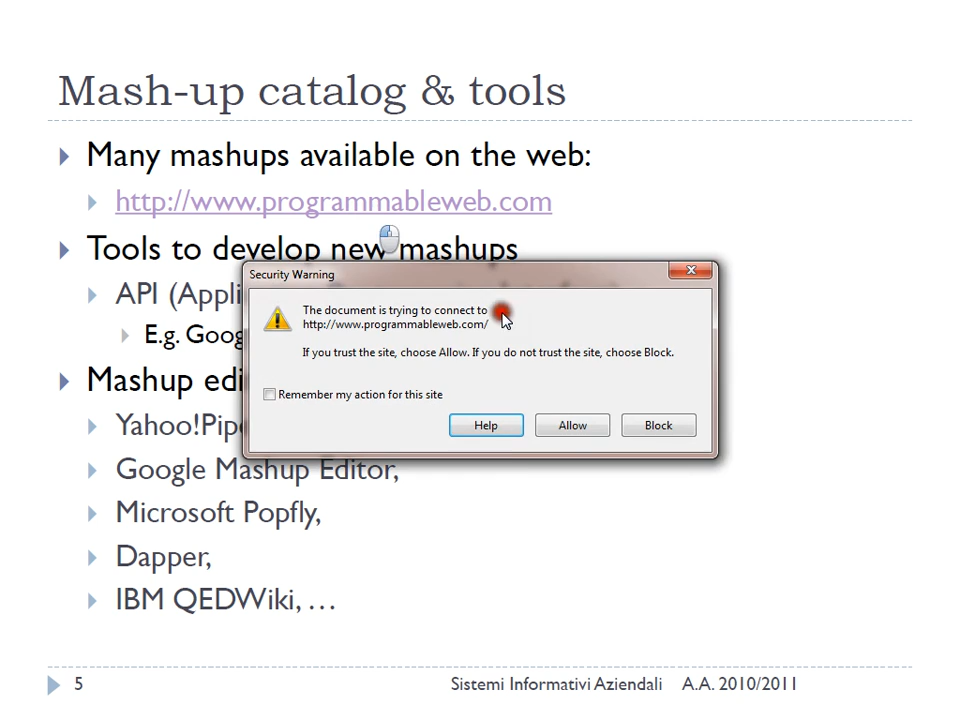 Mash-up catalog & tools
Many mashups available on the web:
http://www.programmableweb.com
Tools to develop new mashups
API (Appli
E.g. Goog
Security Warning
The document is trying to connect to
http://www.programmableweb.com/
If you trust the site, choose Allow. If you do not trust the site, choose Block.
Remember my action for this site
Help Allow Block
Mashup edi
Yahoo!Pip
Google Mashup Editor,
Microsoft Popfly,
Dapper,
IBM QEDWiki, …
5 Sistemi Informativi Aziendali A.A. 2010/2011